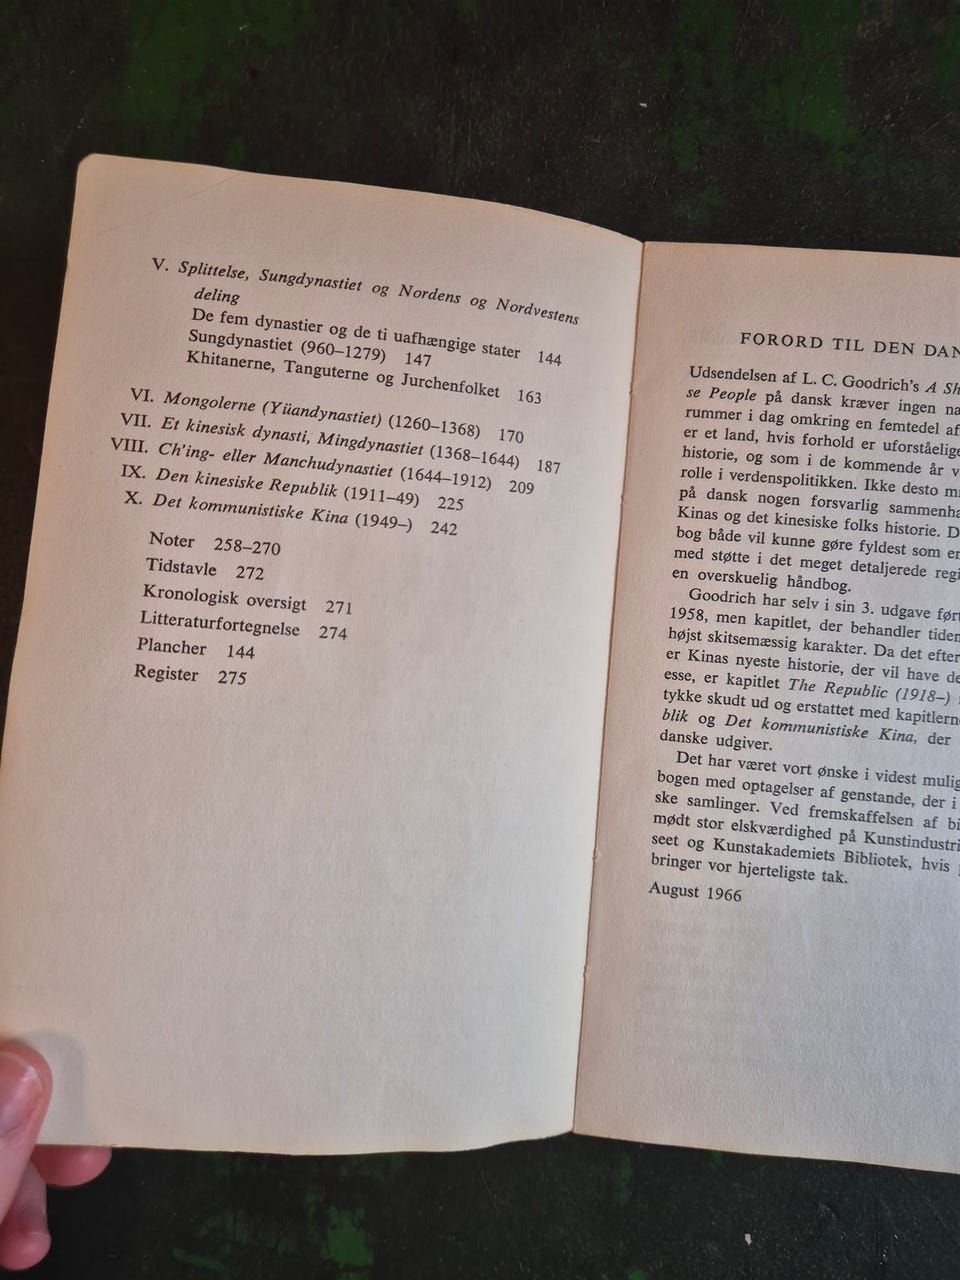 V. Splittelse, Sungdynastiet og Nordens og Nordvestens
deling
De fem dynastier og de ti uafhængige stater 144
Sungdynastiet (960–1279) 147
Khitanerne, Tanguterne og Jurchenfolket 163
VI. Mongolerne (Yüandynastiet) (1260–1368) 170
VII. Et kinesisk dynasti, Mingdynastiet (1368–1644) 187
VIII. Ch'ing- eller Manchudynastiet (1644–1912) 209
IX. Den kinesiske Republik (1911–49) 225
X. Det kommunistiske Kina (1949–) 242
Noter 258–270
Tidstavle 272
Kronologisk oversigt 271
Litteraturfortegnelse 274
Plancher 144
Register 275
FORORD TIL DEN DAN
Udsendelsen af L. C. Goodrich's A Sh
se People på dansk kræver ingen na
rummer i dag omkring en femtedel af
er et land, hvis forhold er uforståelige
historie, og som i de kommende år v
rolle i verdenspolitikken. Ikke desto mi
på dansk nogen forsvarlig sammenha
Kinas og det kinesiske folks historie. D
bog både vil kunne gøre fyldest som en
med støtte i det meget detaljerede regi
en overskuelig håndbog.
Goodrich har selv i sin 3. udgave ført
1958, men kapitlet, der behandler tiden
højst skitsemæssig karakter. Da det efter
er Kinas nyeste historie, der vil have de
esse, er kapitlet The Republic (1918–)
tykke skudt ud og erstattet med kapitlerne
blik og Det kommunistiske Kina, der
danske udgiver.
Det har været vort ønske i videst mulig
bogen med optagelser af genstande, der i
ske samlinger. Ved fremskaffelsen af bi
mødt stor elskværdighed på Kunstindustri
seet og Kunstakademiets Bibliotek, hvis
bringer vor hjerteligste tak.
August 1966